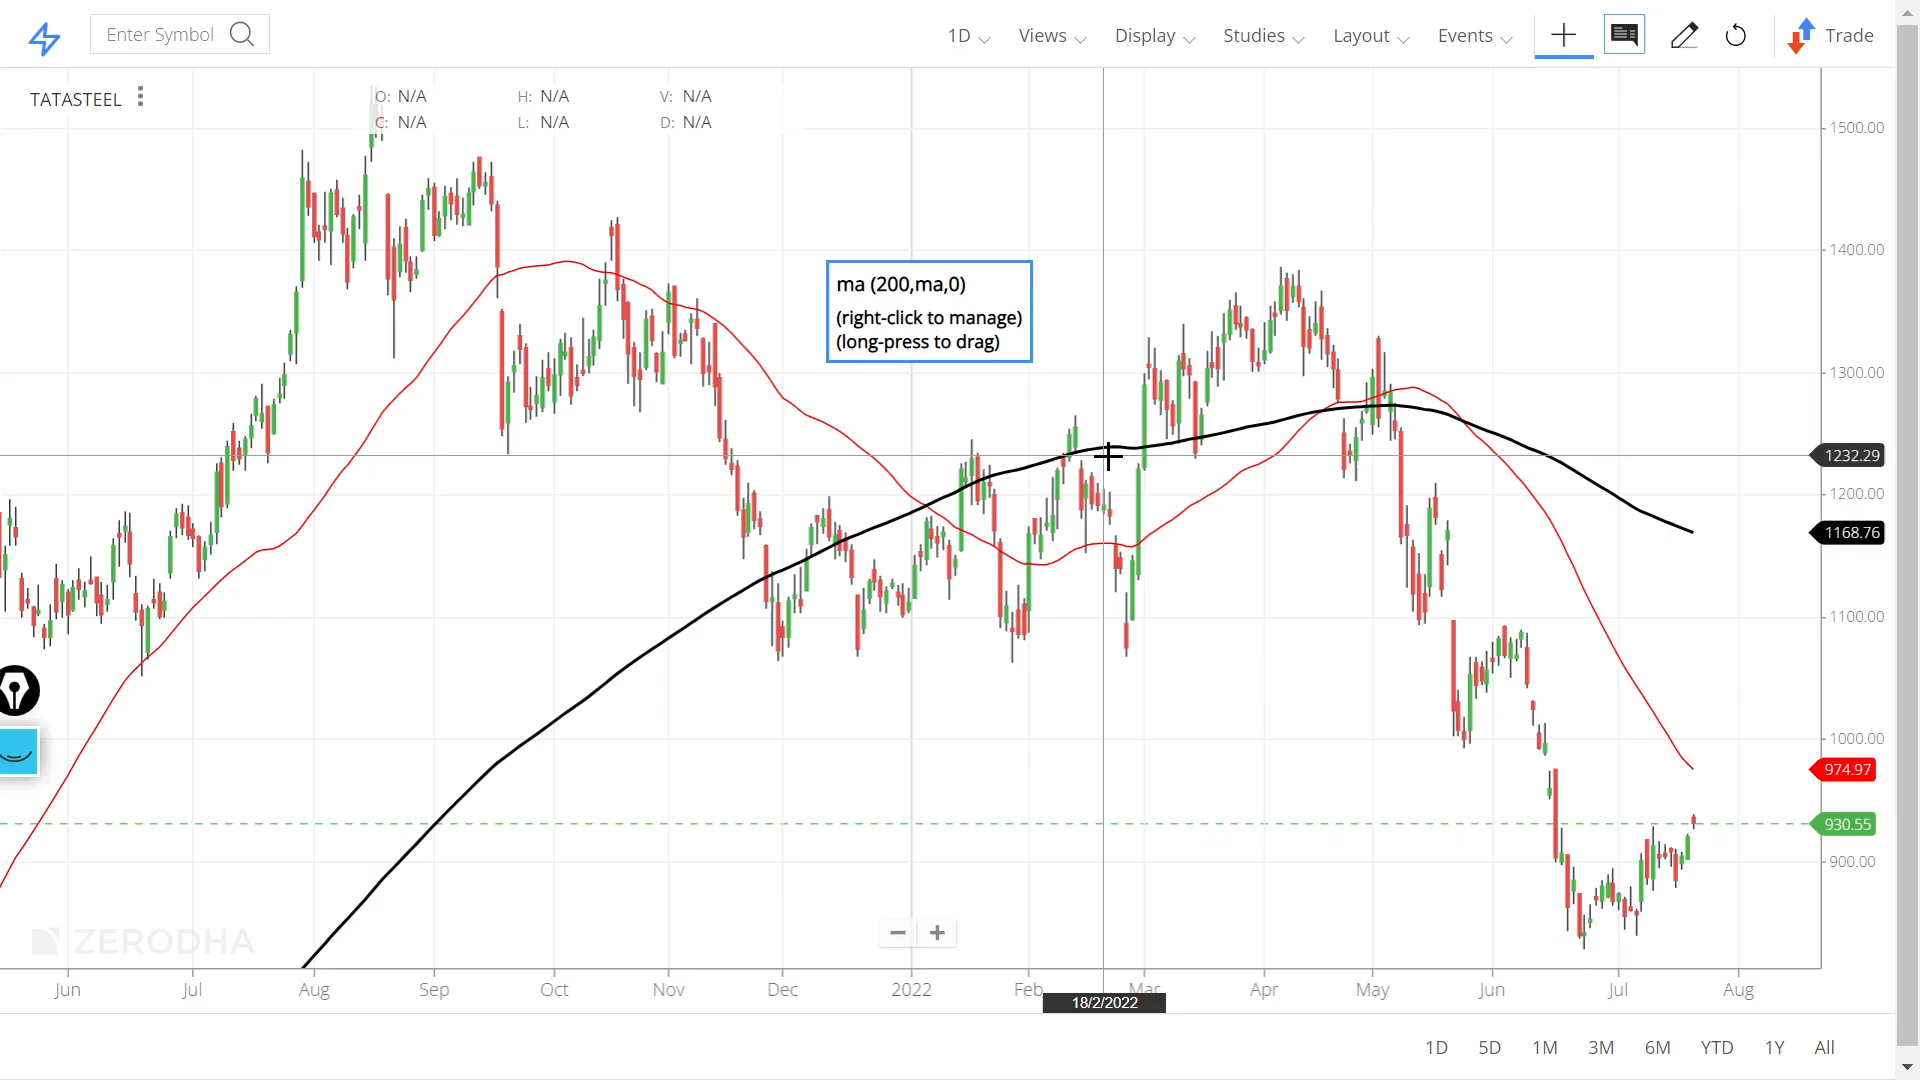 Enter Symbol
1D Views Display Studies Layout Events Trade
TATASTEEL
O: N/A H: N/A V: N/A
C: N/A L: N/A D: N/A
1500.00
1400.00
ma (200,ma,0)
(right-click to manage)
(long-press to drag)
1300.00
1232.29
1200.00
1168.76
1100.00
1000.00
974.97
930.55
900.00
ZERODHA
Jun Jul Aug Sep Oct Nov Dec 2022 Feb Mar Apr May Jun Jul Aug
18/2/2022
1D 5D 1M 3M 6M YTD 1Y All